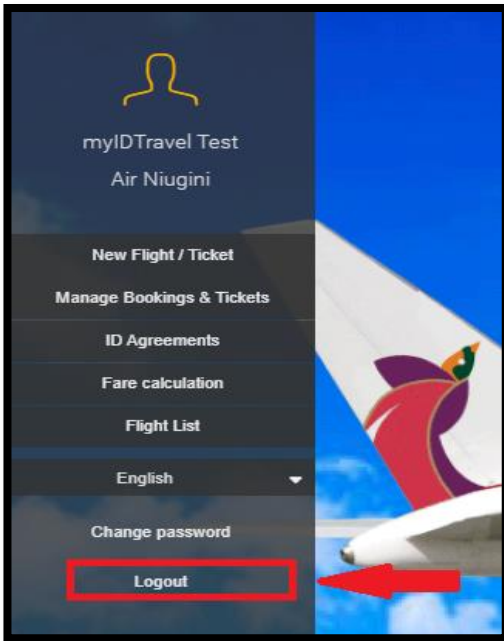 myIDTravel Test
Air Niugini
New Flight / Ticket
Manage Bookings & Tickets
ID Agreements
Fare calculation
Flight List
English
Change password
Logout